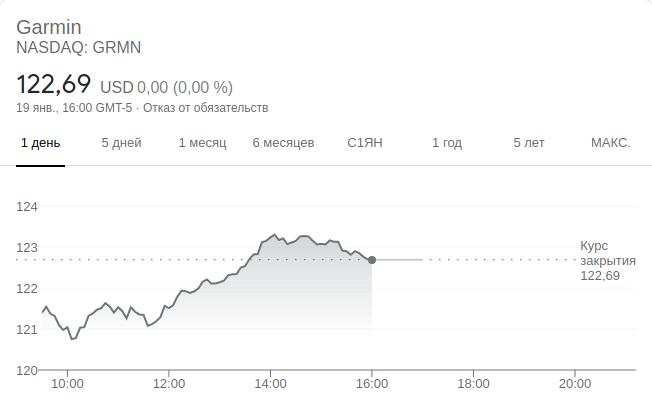 Garmin
NASDAQ: GRMN
122,69 USD 0,00 (0,00 %)
19 янв., 16:00 GMT-5 · Отказ от обязательств
1 день 5 дней 1 месяц 6 месяцев С1ЯН 1 год 5 лет МАКС.
124
123
122
121
120
Курс
закрытия
122,69
10:00 12:00 14:00 16:00 18:00 20:00